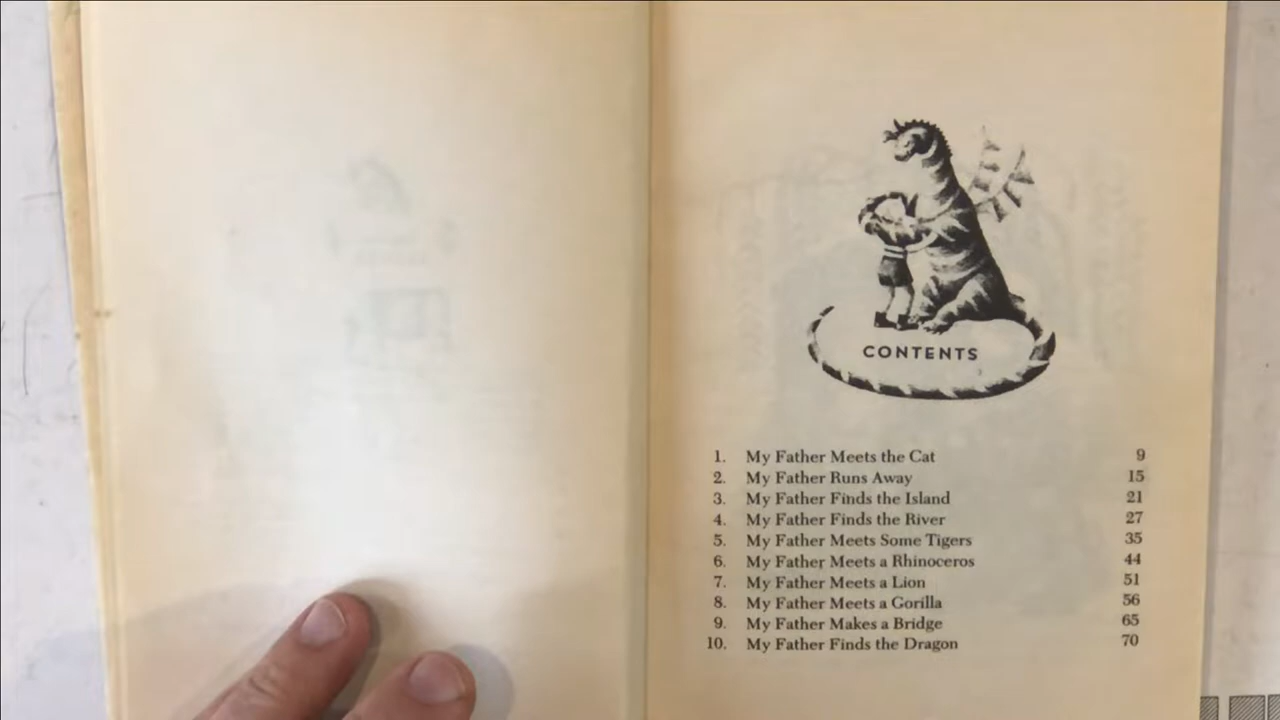 CONTENTS
1. My Father Meets the Cat 9
2. My Father Runs Away 15
3. My Father Finds the Island 21
4. My Father Finds the River 27
5. My Father Meets Some Tigers 35
6. My Father Meets a Rhinoceros 44
7. My Father Meets a Lion 51
8. My Father Meets a Gorilla 56
9. My Father Makes a Bridge 65
10. My Father Finds the Dragon 70